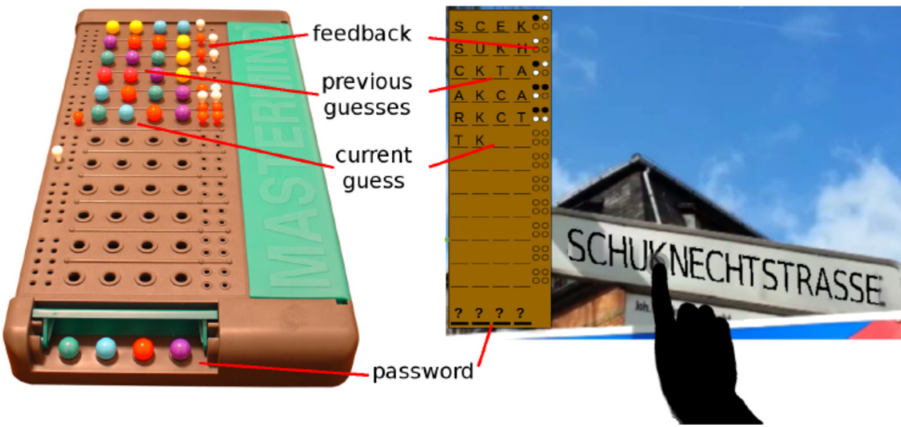 MASTERMIND
feedback
previous
guesses
current
guess
password
S C E K
S U K H
C K T A
A K C A
R K C T
T K
? ? ? ?
SCHUKNECHTSTRASSE